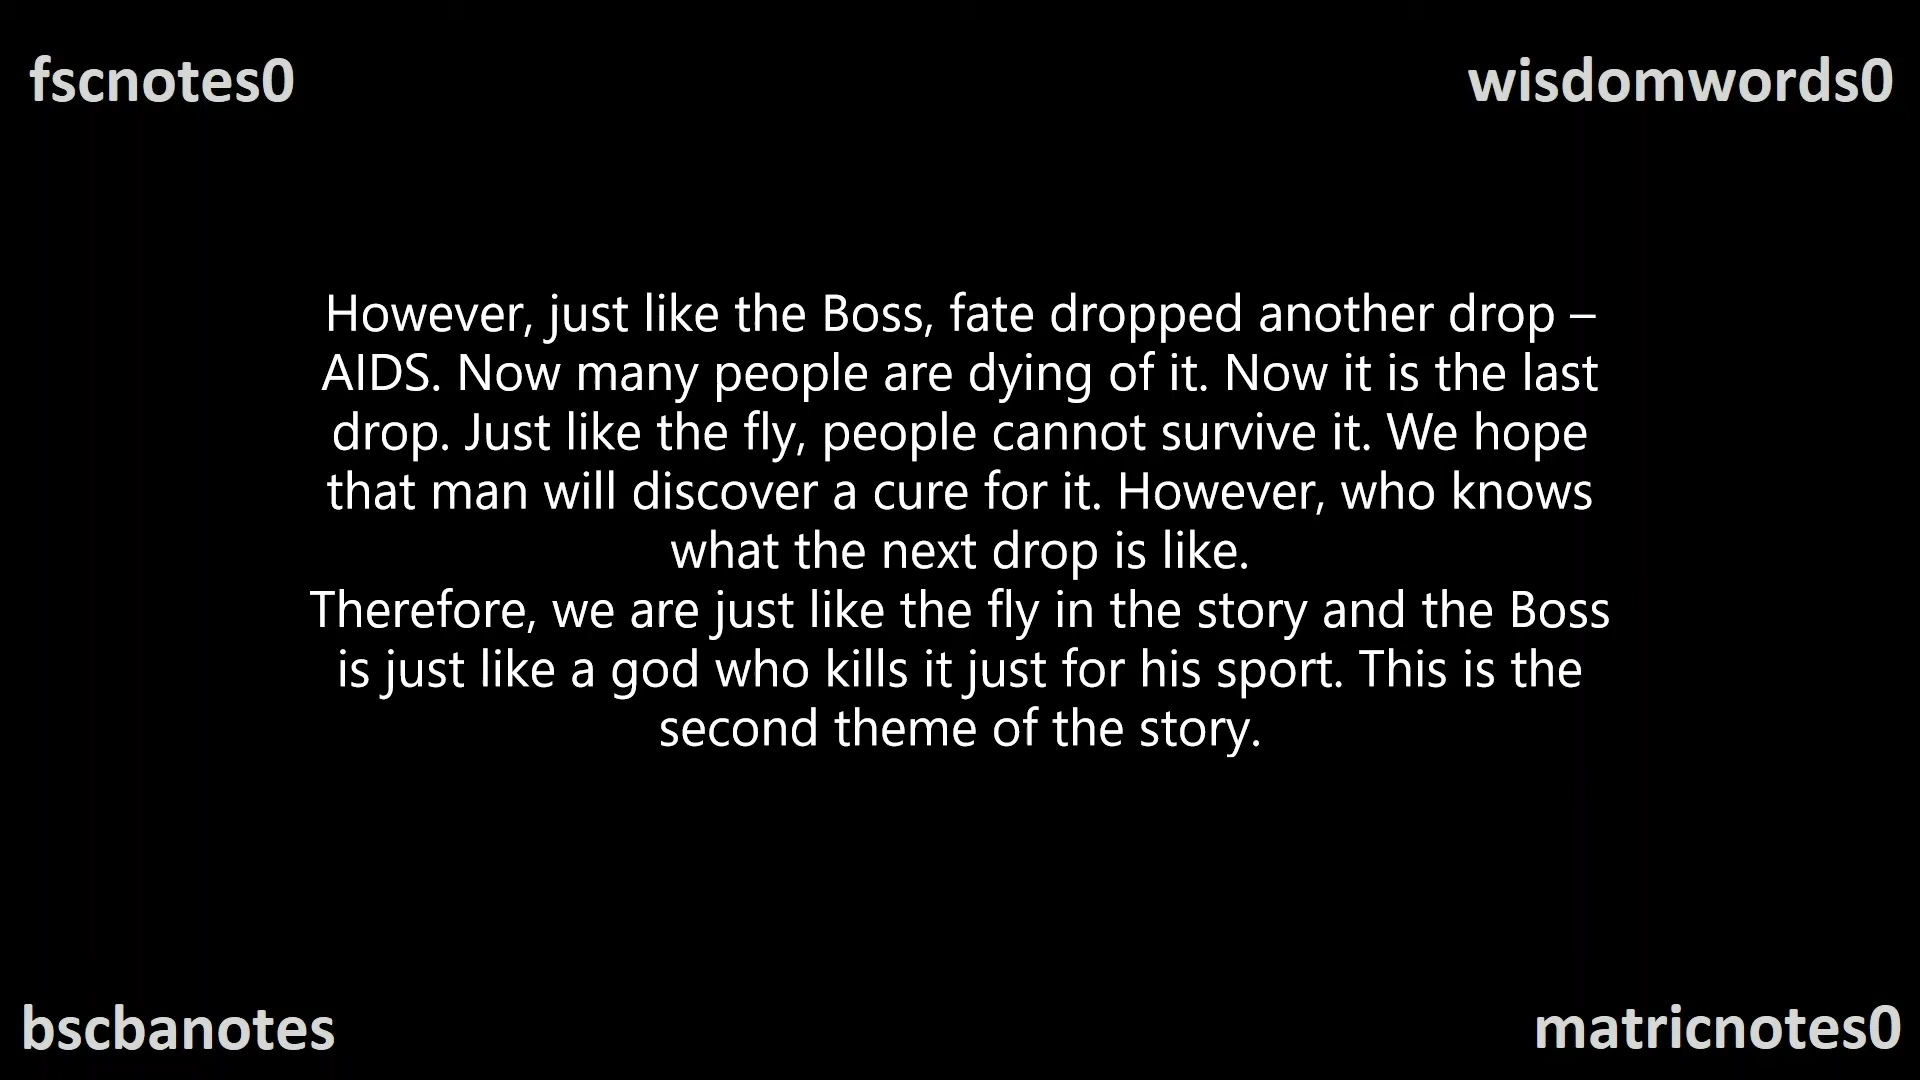 fscnotes0
wisdomwords0
However, just like the Boss, fate dropped another drop –
AIDS. Now many people are dying of it. Now it is the last
drop. Just like the fly, people cannot survive it. We hope
that man will discover a cure for it. However, who knows
what the next drop is like.
Therefore, we are just like the fly in the story and the Boss
is just like a god who kills it just for his sport. This is the
second theme of the story.
bscbanotes
matricnotes0